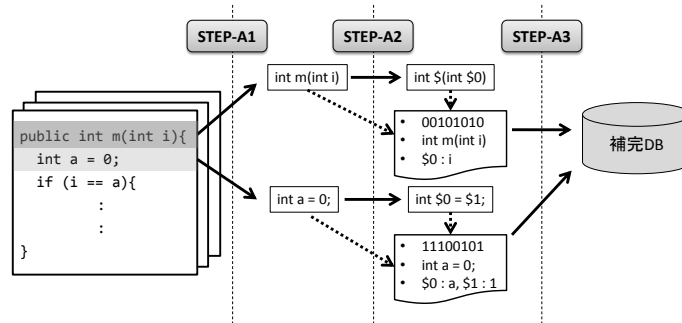 STEP-A1
STEP-A2
STEP-A3
public int m(int i){
int a = 0;
if (i == a){
:
:
}
int m(int i)
int $(int $0)
• 00101010
• int m(int i)
• $0 : i
int a = 0;
int $0 = $1;
• 11100101
• int a = 0;
• $0 : a, $1 : 1
補完DB